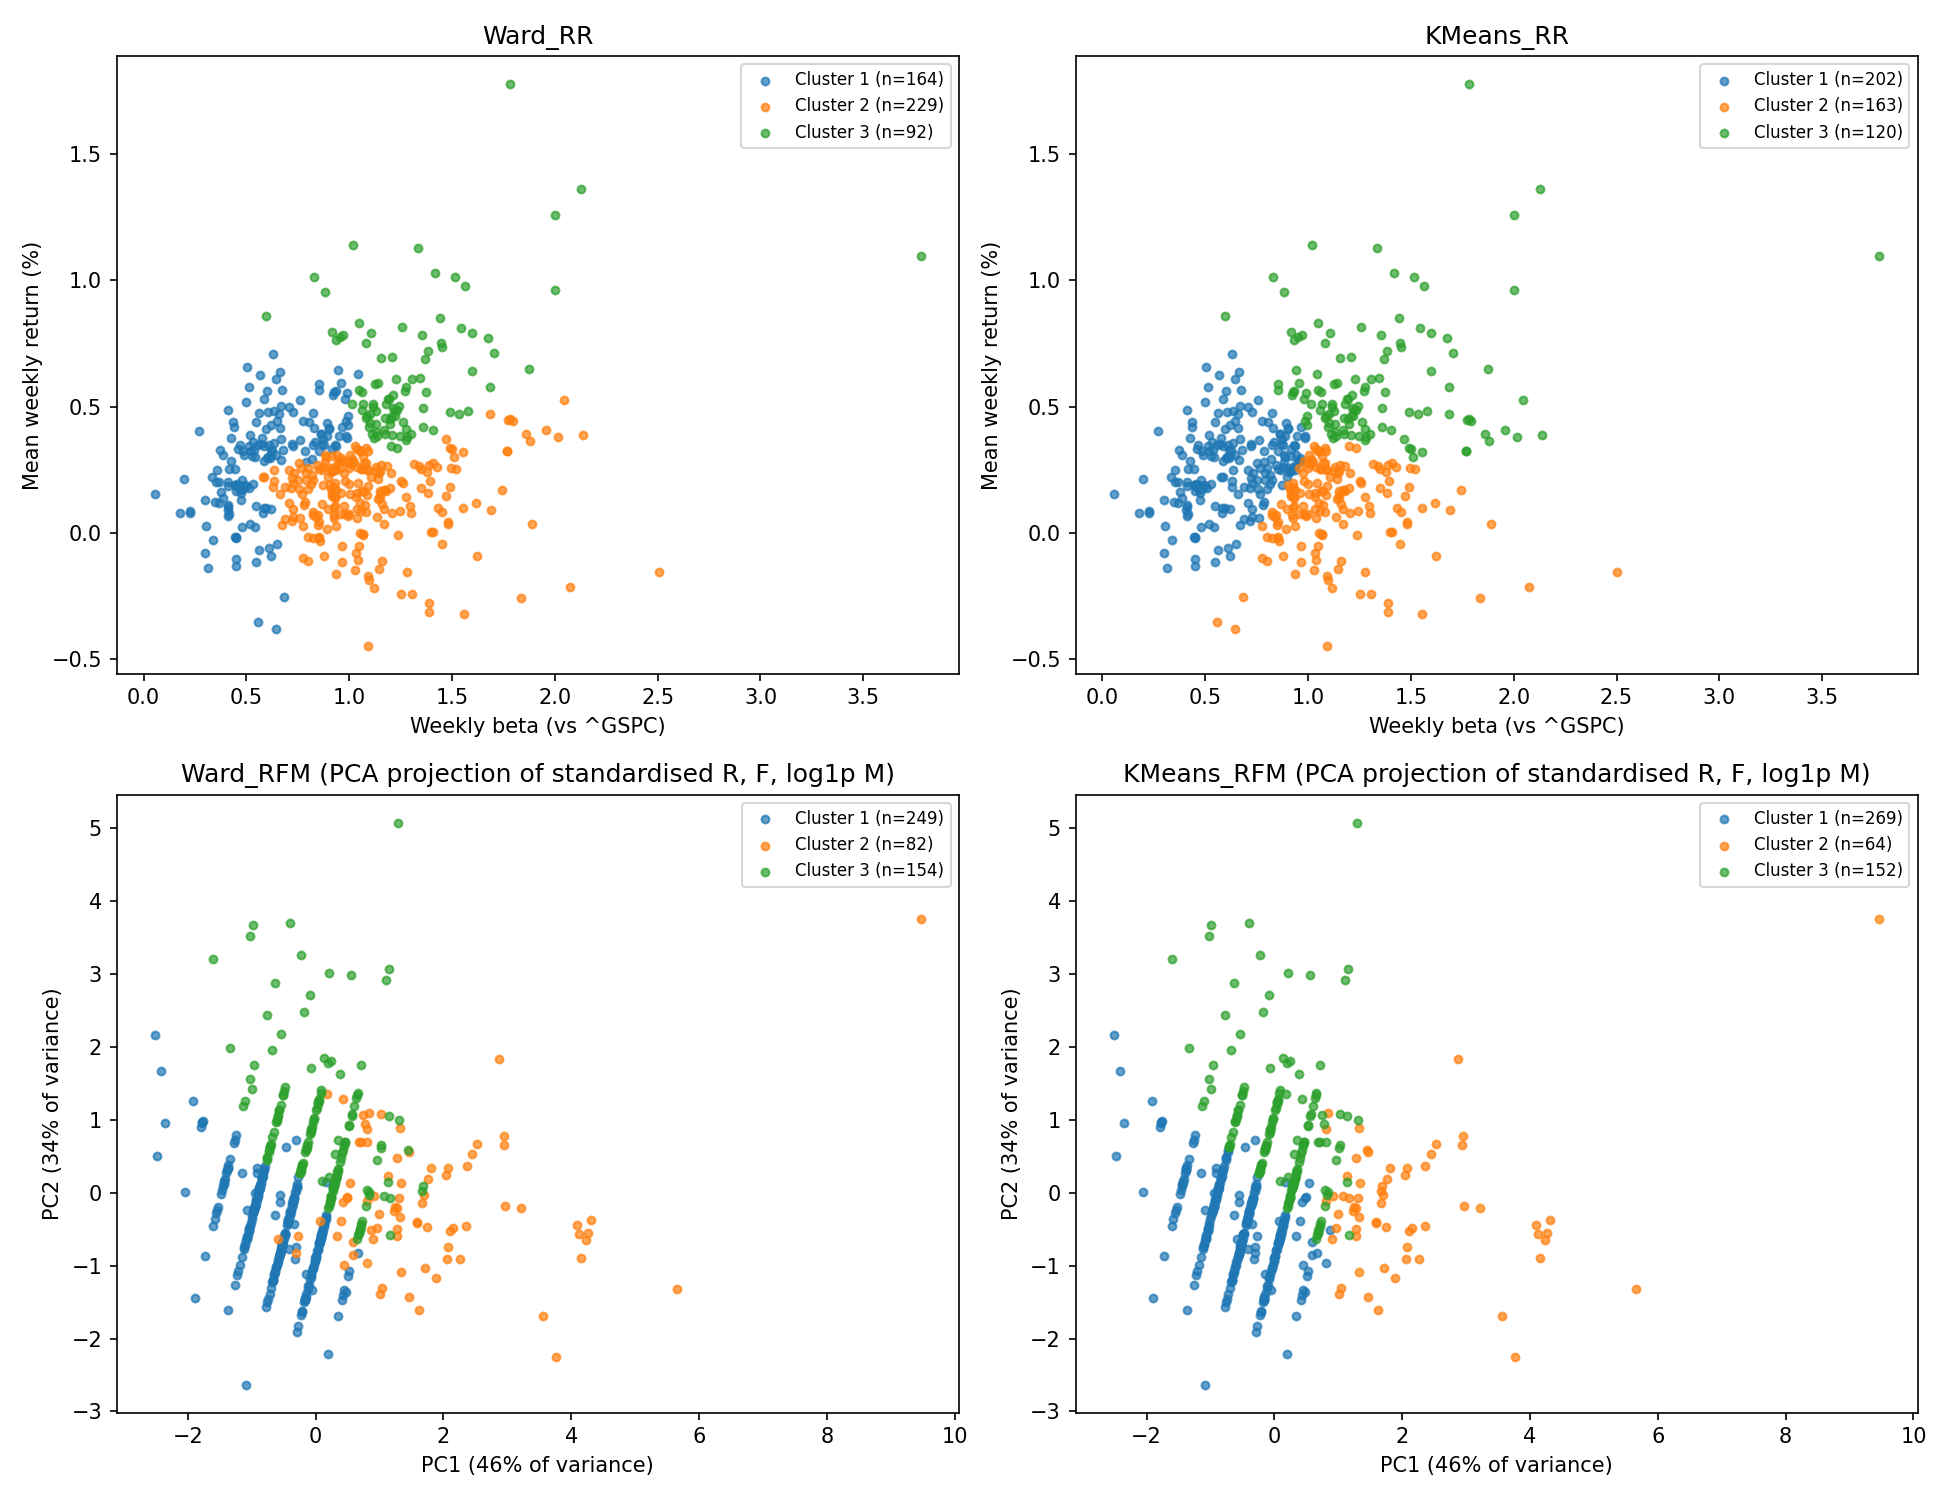 Ward_RR
Cluster 1 (n=164)
Cluster 2 (n=229)
Cluster 3 (n=92)
1.5
1.0
0.5
0.0
−0.5
Mean weekly return (%)
0.0 0.5 1.0 1.5 2.0 2.5 3.0 3.5
Weekly beta (vs ^GSPC)
KMeans_RR
Cluster 1 (n=202)
Cluster 2 (n=163)
Cluster 3 (n=120)
1.5
1.0
0.5
0.0
−0.5
Mean weekly return (%)
0.0 0.5 1.0 1.5 2.0 2.5 3.0 3.5
Weekly beta (vs ^GSPC)
Ward_RFM (PCA projection of standardised R, F, log1p M)
Cluster 1 (n=249)
Cluster 2 (n=82)
Cluster 3 (n=154)
5
4
3
2
1
0
−1
−2
−3
PC2 (34% of variance)
−2 0 2 4 6 8 10
PC1 (46% of variance)
KMeans_RFM (PCA projection of standardised R, F, log1p M)
Cluster 1 (n=269)
Cluster 2 (n=64)
Cluster 3 (n=152)
5
4
3
2
1
0
−1
−2
−3
PC2 (34% of variance)
−2 0 2 4 6 8 10
PC1 (46% of variance)